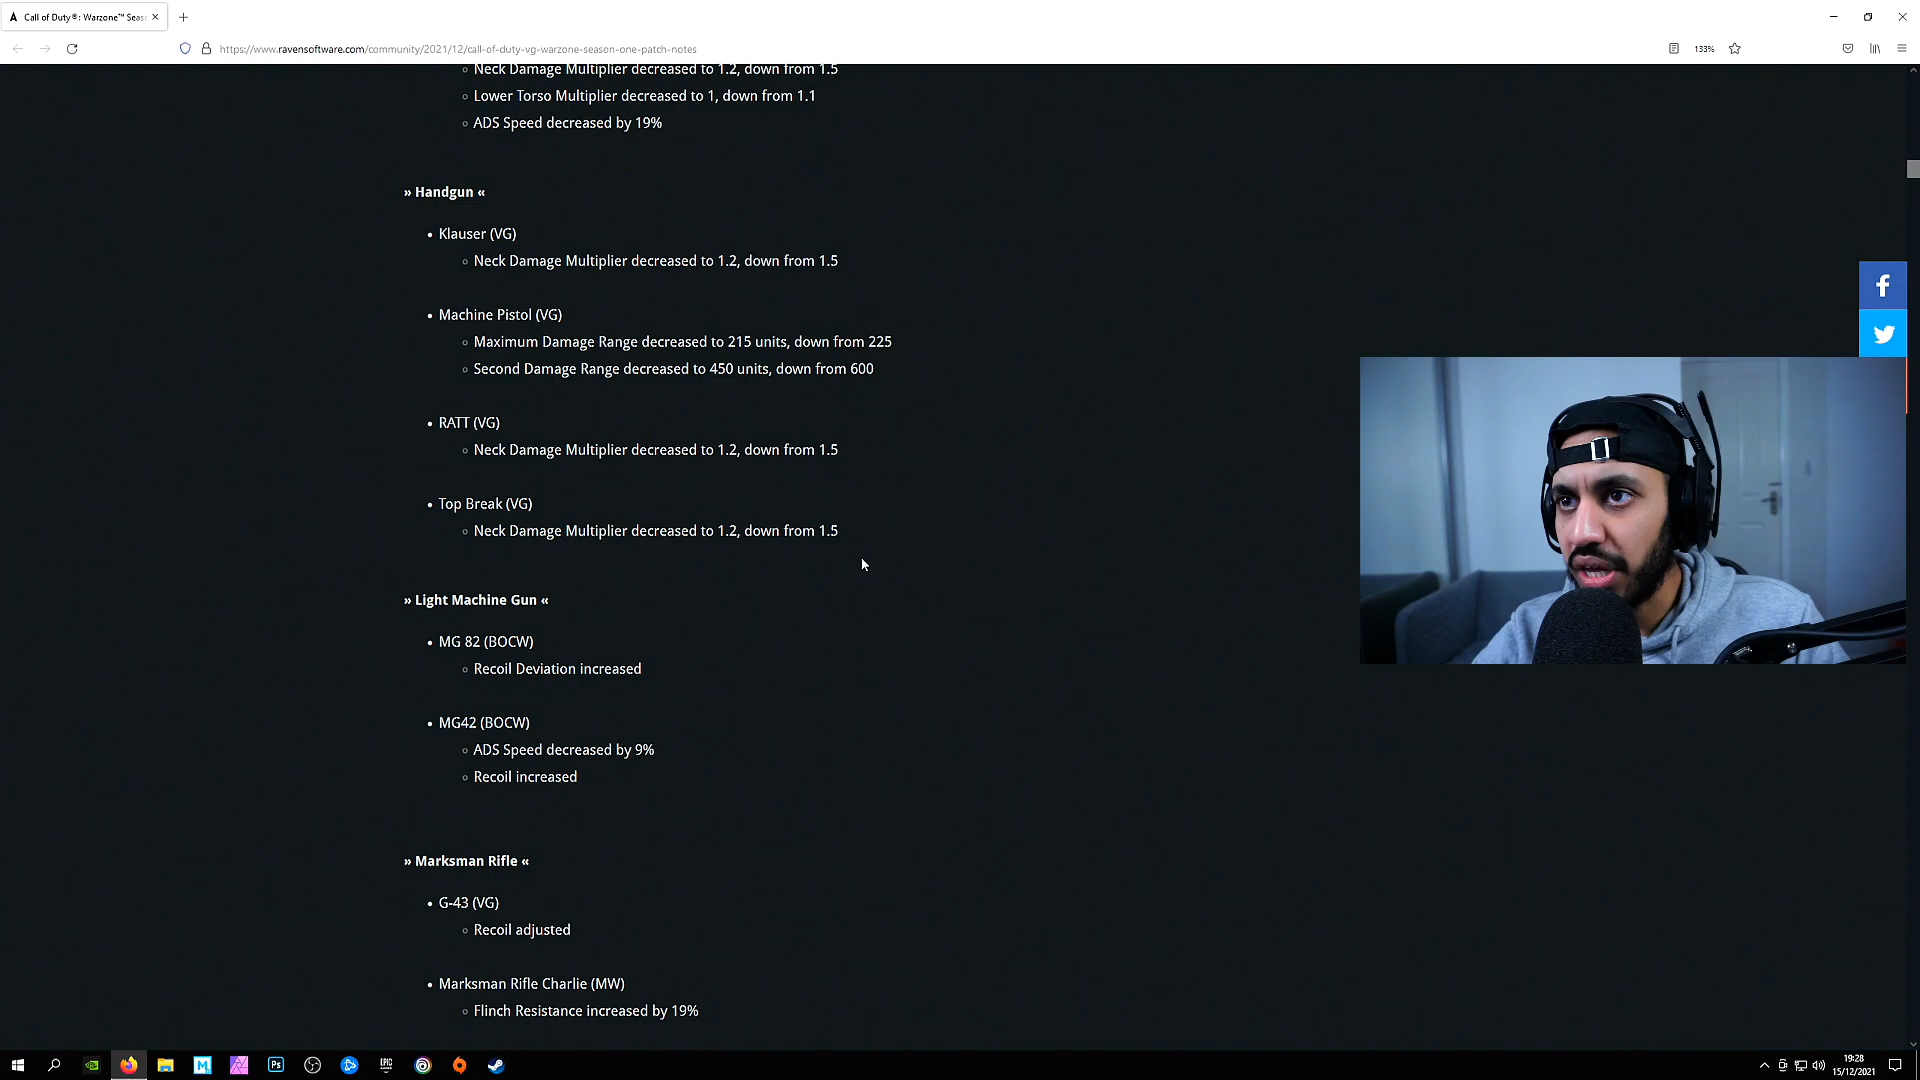 Call of Duty®: Warzone™ Seas
https://www.ravensoftware.com/community/2021/12/call-of-duty-vg-warzone-season-one-patch-notes
133%
Neck Damage Multiplier decreased to 1.2, down from 1.5
Lower Torso Multiplier decreased to 1, down from 1.1
ADS Speed decreased by 19%
» Handgun «
Klauser (VG)
Neck Damage Multiplier decreased to 1.2, down from 1.5
Machine Pistol (VG)
Maximum Damage Range decreased to 215 units, down from 225
Second Damage Range decreased to 450 units, down from 600
RATT (VG)
Neck Damage Multiplier decreased to 1.2, down from 1.5
Top Break (VG)
Neck Damage Multiplier decreased to 1.2, down from 1.5
» Light Machine Gun «
MG 82 (BOCW)
Recoil Deviation increased
MG42 (BOCW)
ADS Speed decreased by 9%
Recoil increased
» Marksman Rifle «
G-43 (VG)
Recoil adjusted
Marksman Rifle Charlie (MW)
Flinch Resistance increased by 19%
Ps
EPIC
19:28
15/12/2021